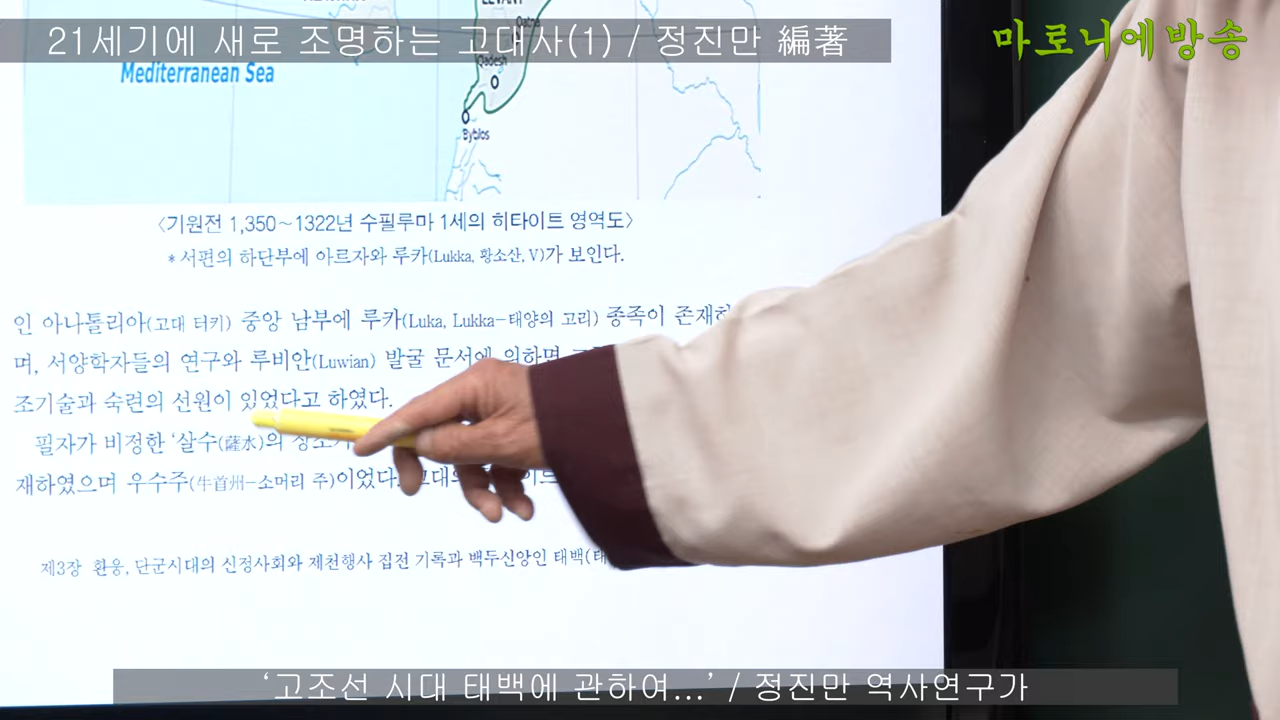 21세기에 새로 조명하는 고대사(1) / 정진만 編著
마로니에방송
LEVANT
Qadesh
Mediterranean Sea
Byblos
〈기원전 1,350~1322년 수필루마 1세의 히타이트 영역도〉
* 서편의 하단부에 아르자와 루카(Lukka, 황소산, V)가 보인다.
인 아나톨리아(고대 터키) 중앙 남부에 루카(Luka, Lukka-태양의 고리) 종족이 존재하
며, 서양학자들의 연구와 루비안(Luwian) 발굴 문서에 의하면
조기술과 숙련의 선원이 있었다고 하였다.
필자가 비정한 '살수(薩水)의
재하였으며 우수주(牛首州-소머리 주)이었다.
제3장 환웅, 단군시대의 신정사회와 제천행사 집전 기록과 백두신앙인 태백(태
'고조선 시대 태백에 관하여...' / 정진만 역사연구가